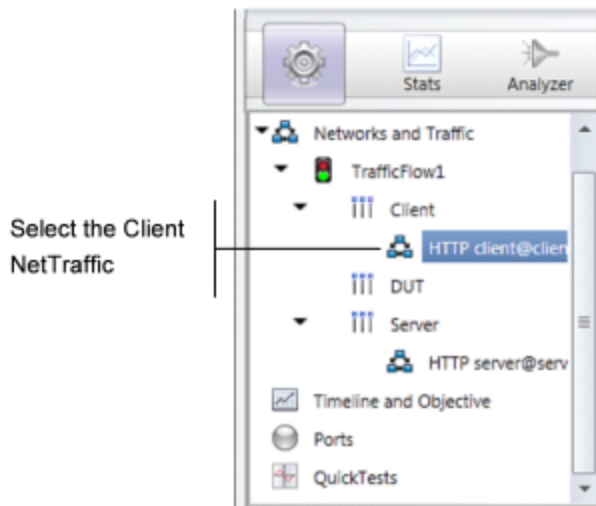 Stats
Analyzer
Networks and Traffic
TrafficFlow1
Client
Select the Client
NetTraffic
HTTP client@clien
DUT
Server
HTTP server@serv
Timeline and Objective
Ports
QuickTests